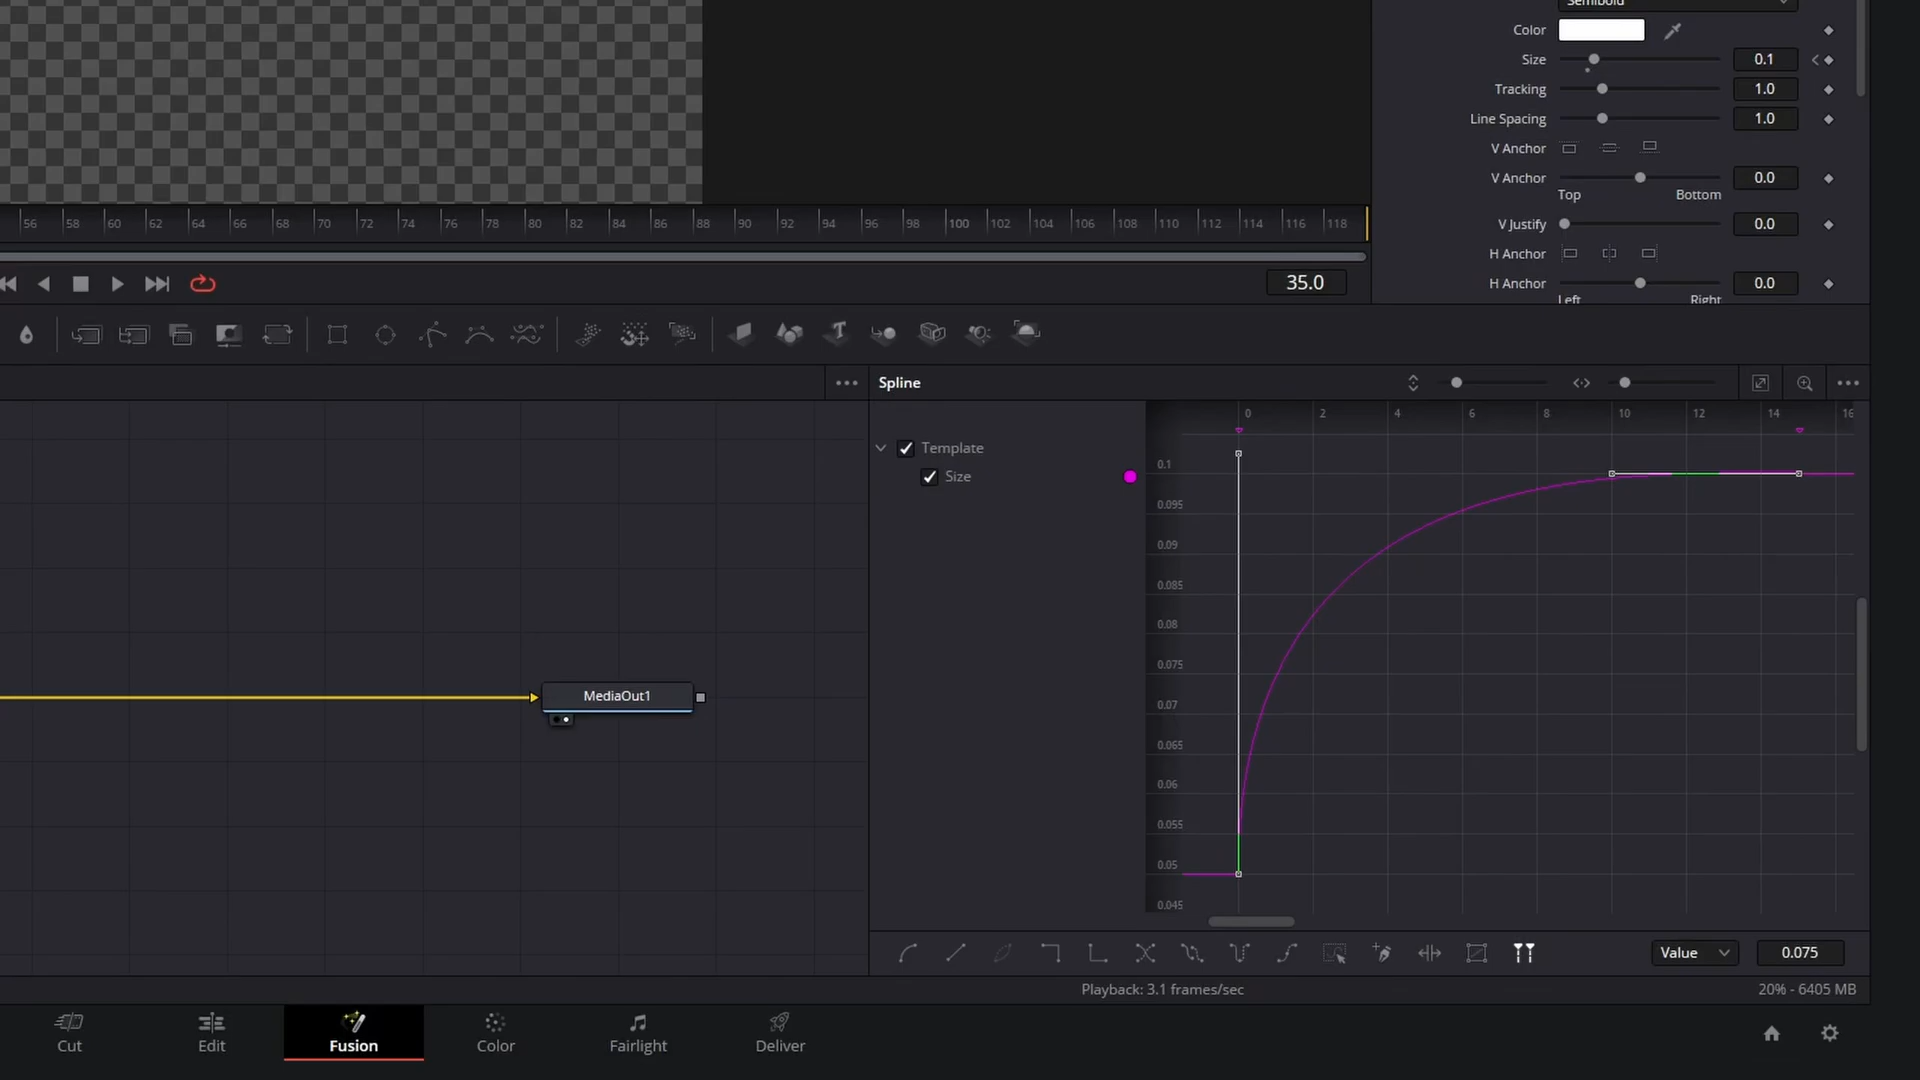 Semibold
Color
Size 0.1
Tracking 1.0
Line Spacing 1.0
V Anchor
V Anchor 0.0
Top Bottom
V Justify 0.0
H Anchor
H Anchor 0.0
Left Right
56 58 60 62 64 66 68 70 72 74 76 78 80 82 84 86 88 90 92 94 96 98 100 102 104 106 108 110 112 114 116 118
35.0
Spline
0 2 4 6 8 10 12 14 16
Template
Size
0.1
0.095
0.09
0.085
0.08
0.075
0.07
0.065
0.06
0.055
0.05
0.045
MediaOut1
Value 0.075
Playback: 3.1 frames/sec
20% - 6405 MB
Cut Edit Fusion Color Fairlight Deliver